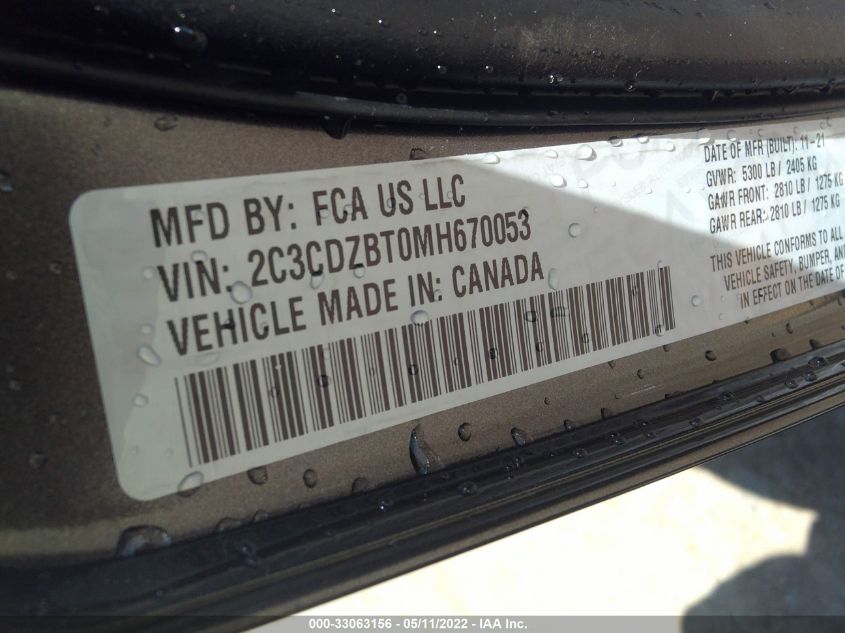 MFD BY: FCA US LLC
VIN: 2C3CDZBT0MH670053
VEHICLE MADE IN: CANADA
DATE OF MFR (BUILT): 11-21
GVWR: 5300 LB / 2405 KG
GAWR FRONT: 2810 LB / 1275 KG
GAWR REAR: 2810 LB / 1275 KG
THIS VEHICLE CONFORMS TO
VEHICLE SAFETY, BUMPER, AND
IN EFFECT ON THE DATE OF
000-33063156 - 05/11/2022 - IAA Inc.